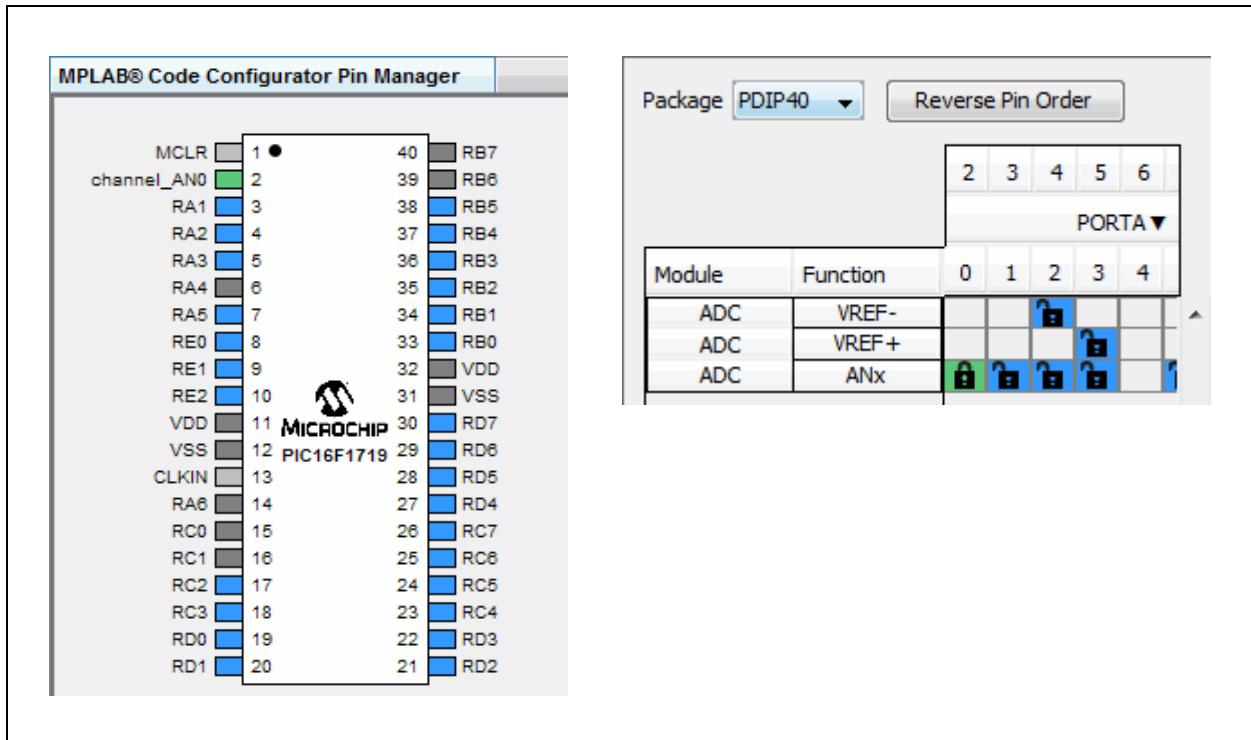 MPLAB® Code Configurator Pin Manager
MCLR 1 40 RB7
channel_AN0 2 39 RB6
RA1 3 38 RB5
RA2 4 37 RB4
RA3 5 36 RB3
RA4 6 35 RB2
RA5 7 34 RB1
RE0 8 33 RB0
RE1 9 32 VDD
RE2 10 31 VSS
VDD 11 MICROCHIP 30 RD7
VSS 12 PIC16F1719 29 RD6
CLKIN 13 28 RD5
RA6 14 27 RD4
RC0 15 26 RC7
RC1 16 25 RC6
RC2 17 24 RC5
RC3 18 23 RC4
RD0 19 22 RD3
RD1 20 21 RD2
Package PDIP40 Reverse Pin Order
2 3 4 5 6
PORTA▼
Module Function 0 1 2 3 4
ADC VREF-
ADC VREF+
ADC ANx